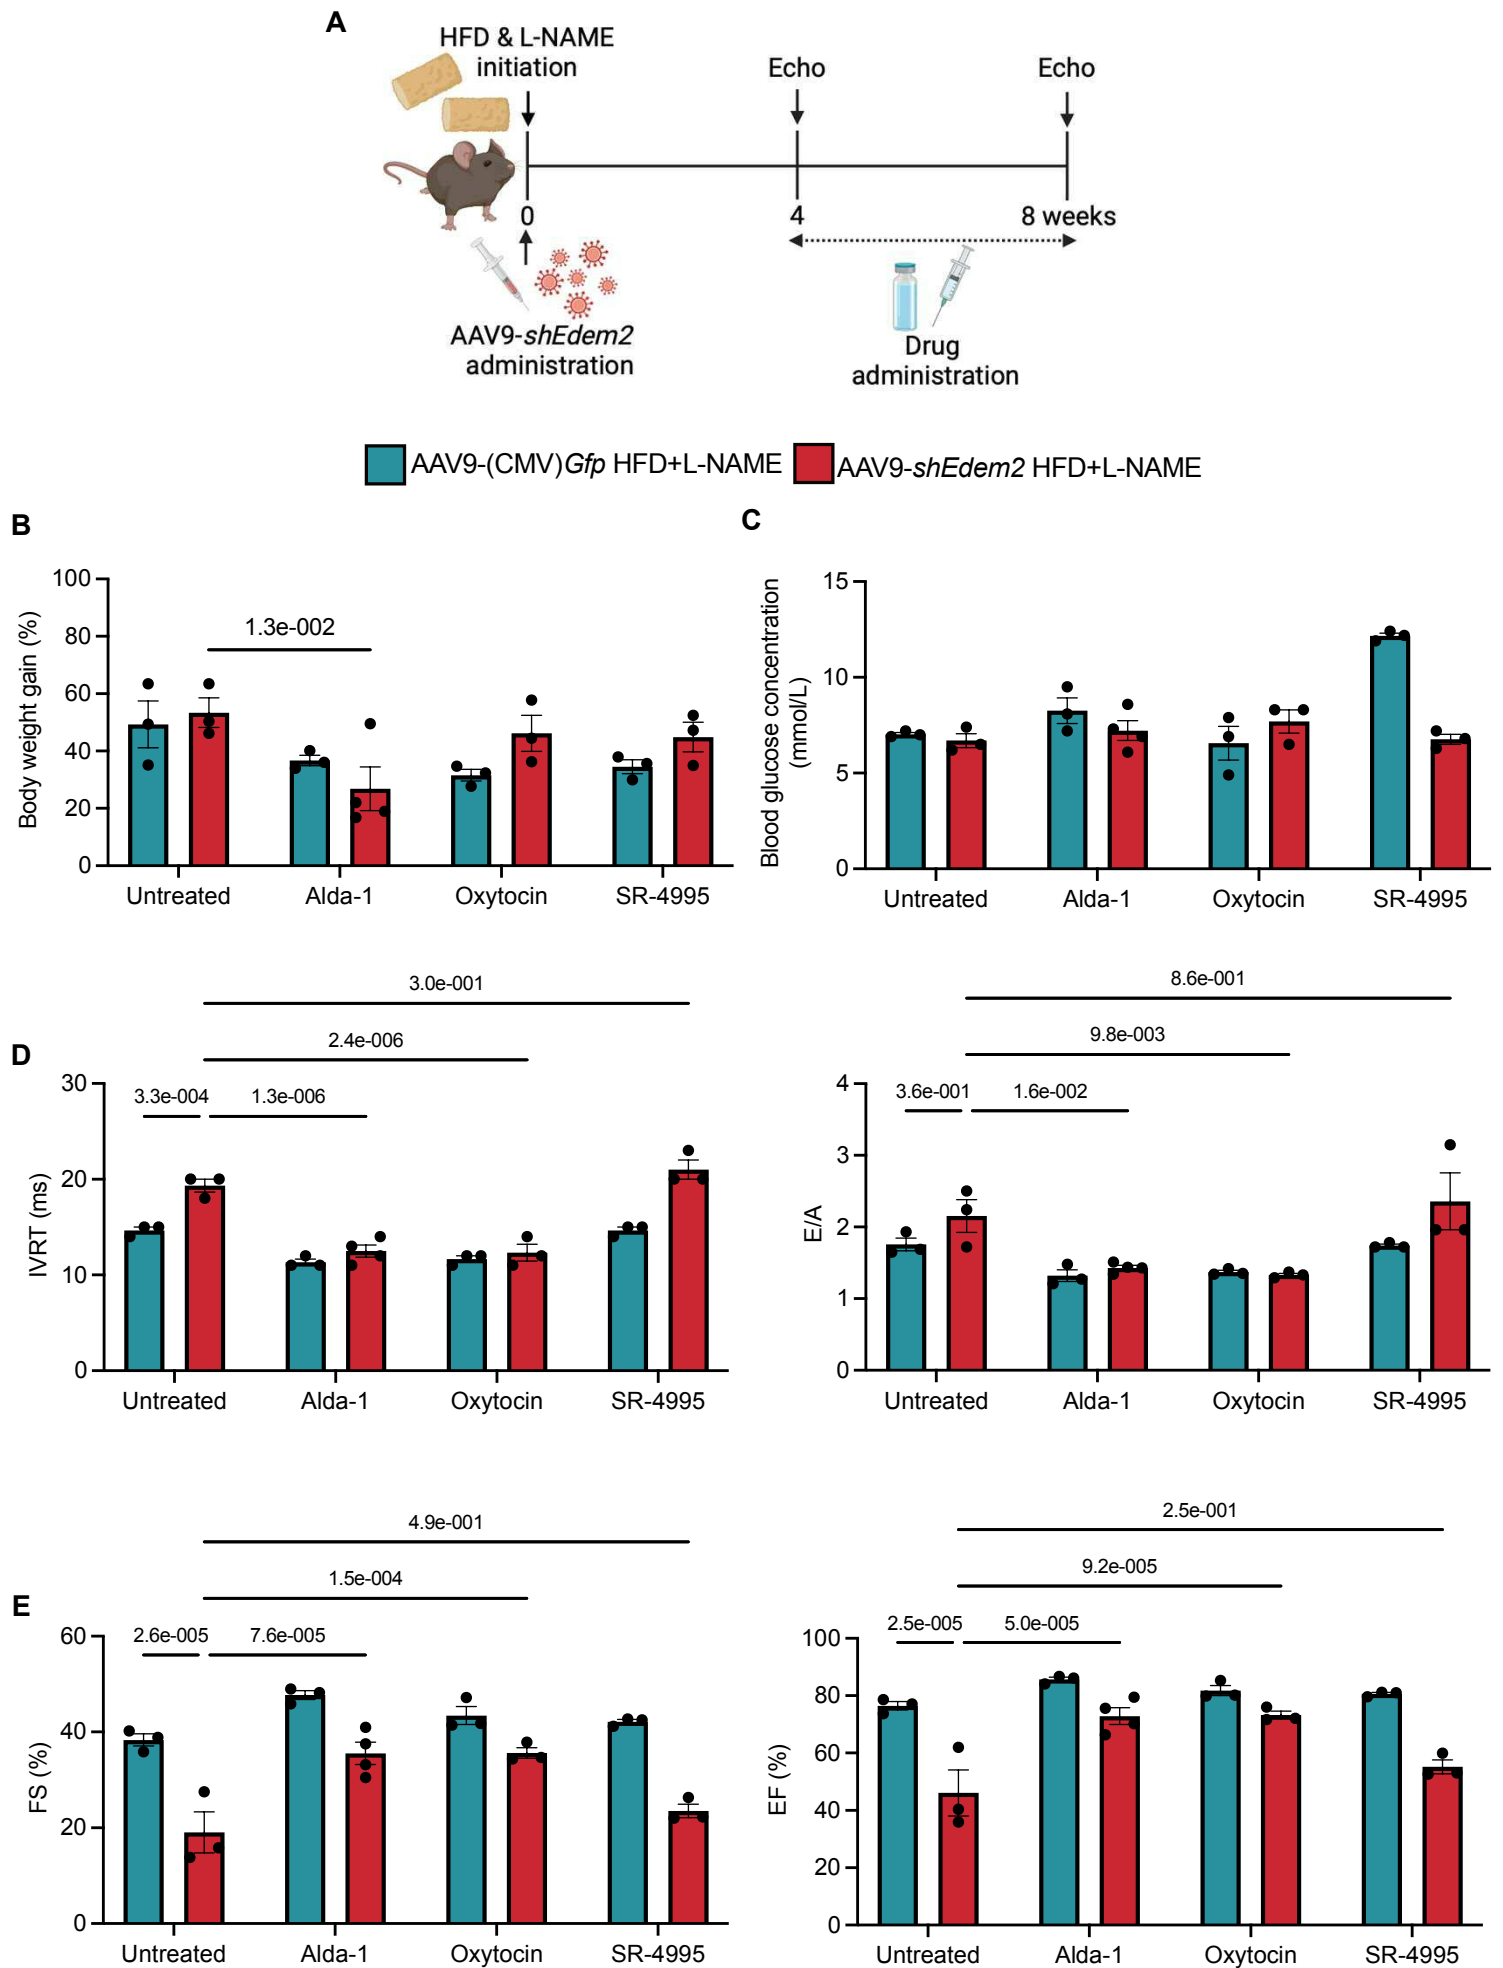 A
HFD & L-NAME
initiation
Echo
Echo
0
4
8 weeks
AAV9-shEdem2
administration
Drug
administration
AAV9-(CMV)Gfp HFD+L-NAME
AAV9-shEdem2 HFD+L-NAME
B
Body weight gain (%)
100
80
60
40
20
0
1.3e-002
Untreated
Alda-1
Oxytocin
SR-4995
C
Blood glucose concentration
(mmol/L)
15
10
5
0
Untreated
Alda-1
Oxytocin
SR-4995
D
3.0e-001
2.4e-006
3.3e-004
1.3e-006
IVRT (ms)
30
20
10
0
Untreated
Alda-1
Oxytocin
SR-4995
8.6e-001
9.8e-003
3.6e-001
1.6e-002
E/A
4
3
2
1
0
Untreated
Alda-1
Oxytocin
SR-4995
E
4.9e-001
1.5e-004
2.6e-005
7.6e-005
FS (%)
60
40
20
0
Untreated
Alda-1
Oxytocin
SR-4995
2.5e-001
9.2e-005
2.5e-005
5.0e-005
EF (%)
100
80
60
40
20
0
Untreated
Alda-1
Oxytocin
SR-4995